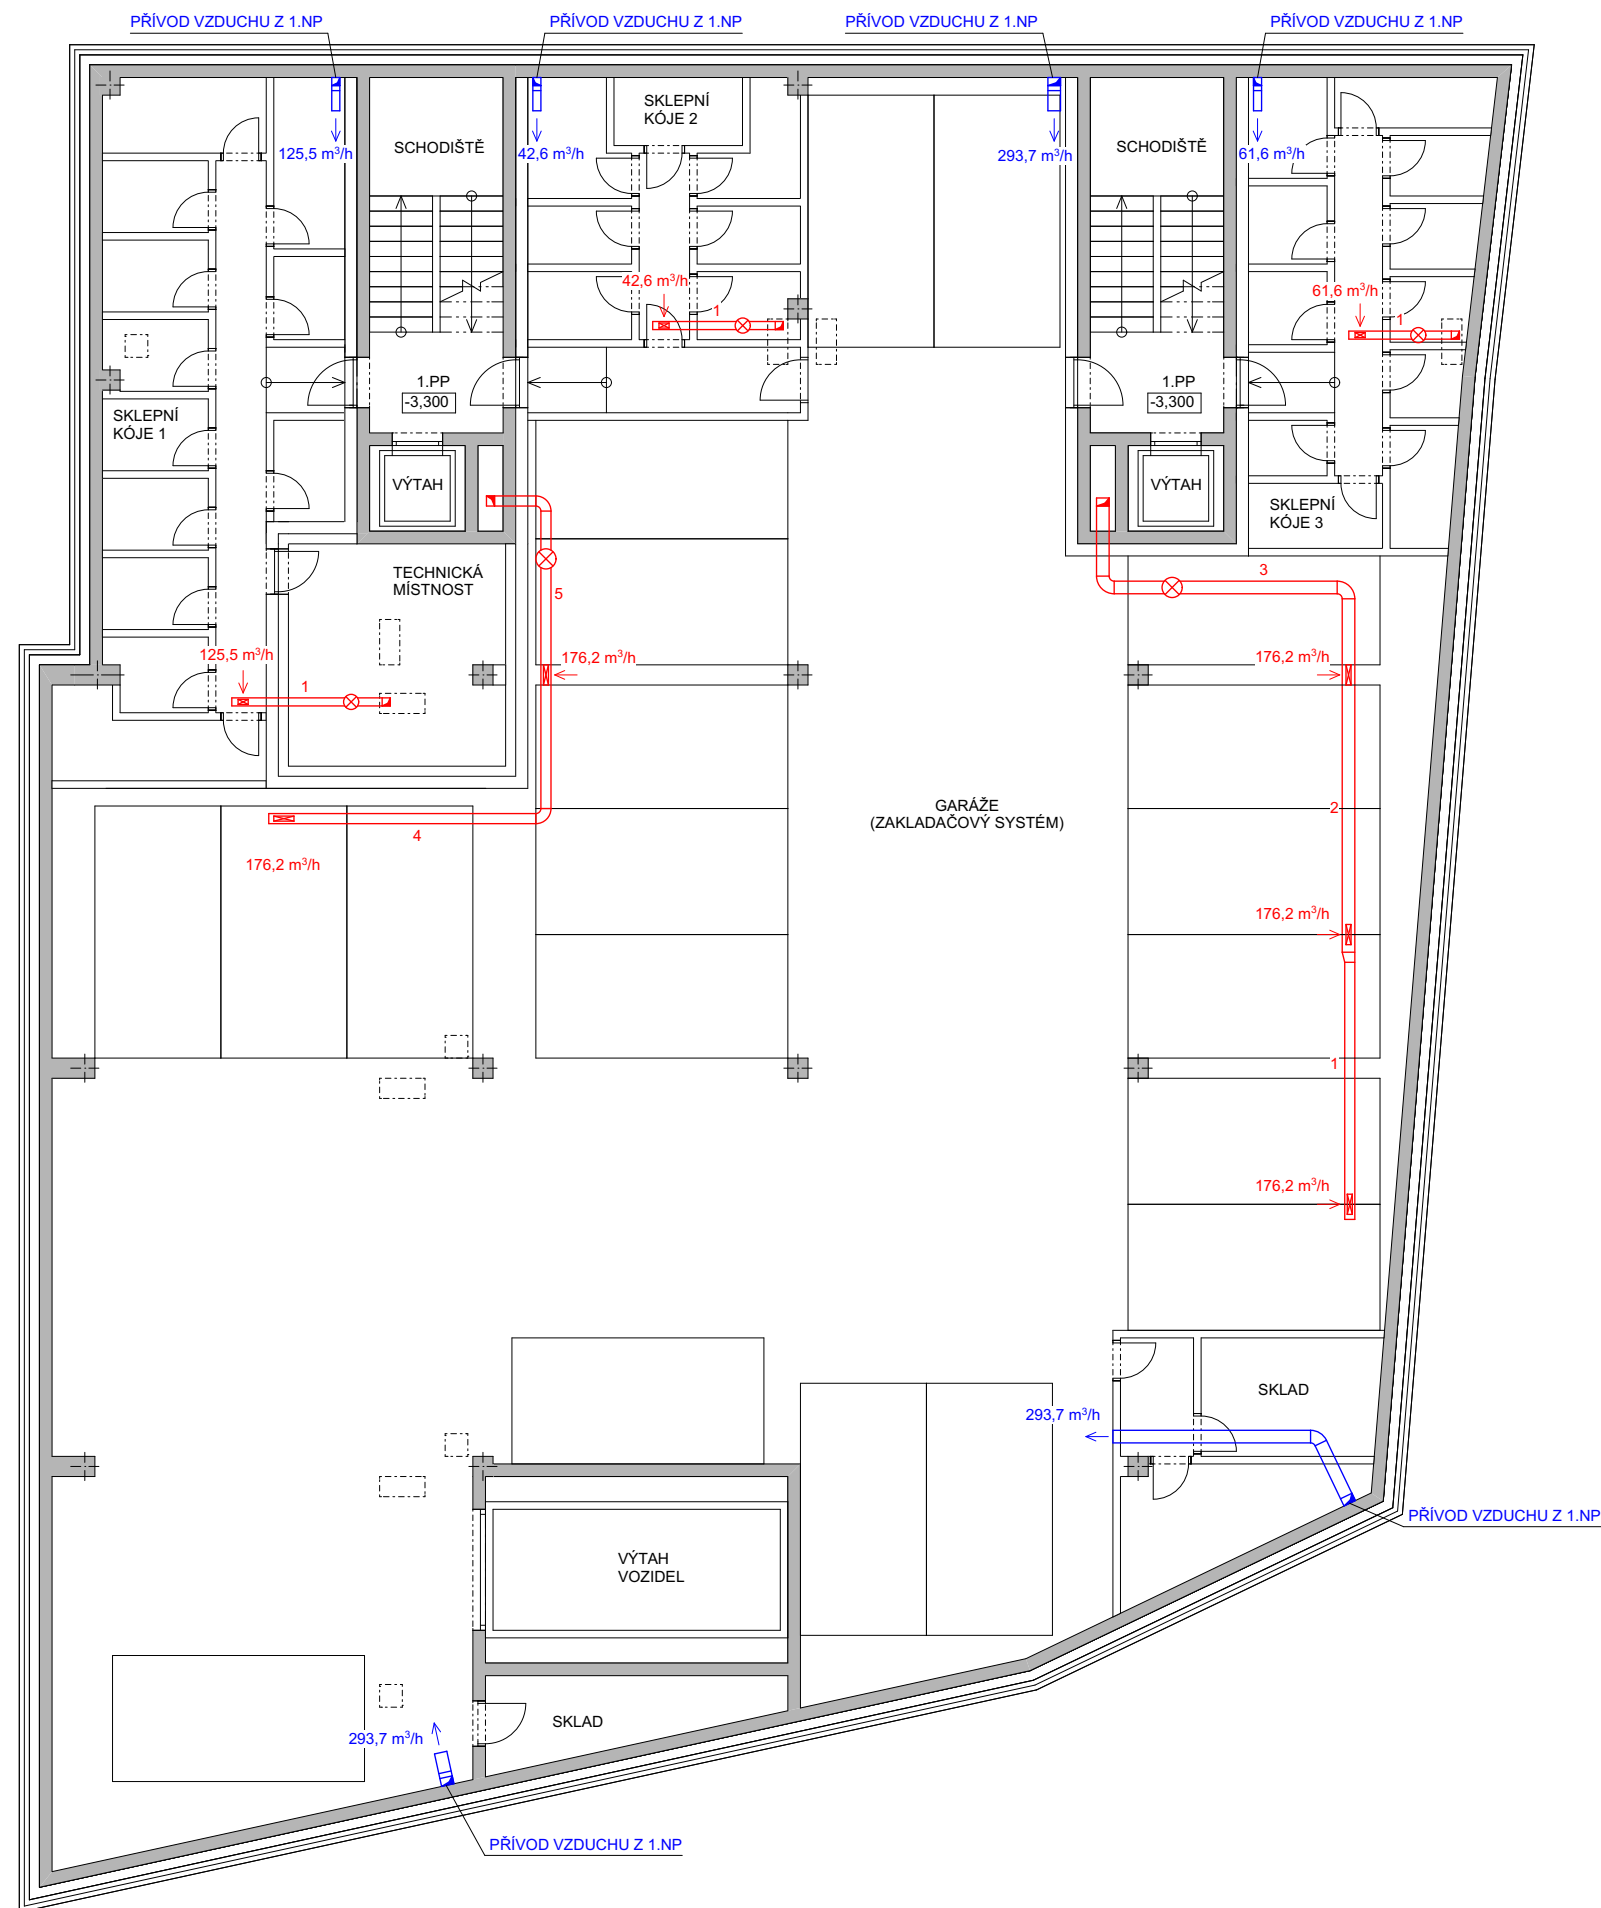 PŘÍVOD VZDUCHU Z 1.NP
PŘÍVOD VZDUCHU Z 1.NP
PŘÍVOD VZDUCHU Z 1.NP
PŘÍVOD VZDUCHU Z 1.NP
SKLEPNÍ
KÓJE 2
SCHODIŠTĚ
SCHODIŠTĚ
125,5 m³/h
42,6 m³/h
293,7 m³/h
61,6 m³/h
42,6 m³/h
1
61,6 m³/h
1
1.PP
-3,300
1.PP
-3,300
SKLEPNÍ
KÓJE 1
VÝTAH
VÝTAH
SKLEPNÍ
KÓJE 3
TECHNICKÁ
MÍSTNOST
5
3
125,5 m³/h
1
176,2 m³/h
176,2 m³/h
GARÁŽE
(ZAKLADAČOVÝ SYSTÉM)
2
4
176,2 m³/h
176,2 m³/h
1
176,2 m³/h
SKLAD
293,7 m³/h
PŘÍVOD VZDUCHU Z 1.NP
VÝTAH
VOZIDEL
SKLAD
293,7 m³/h
PŘÍVOD VZDUCHU Z 1.NP